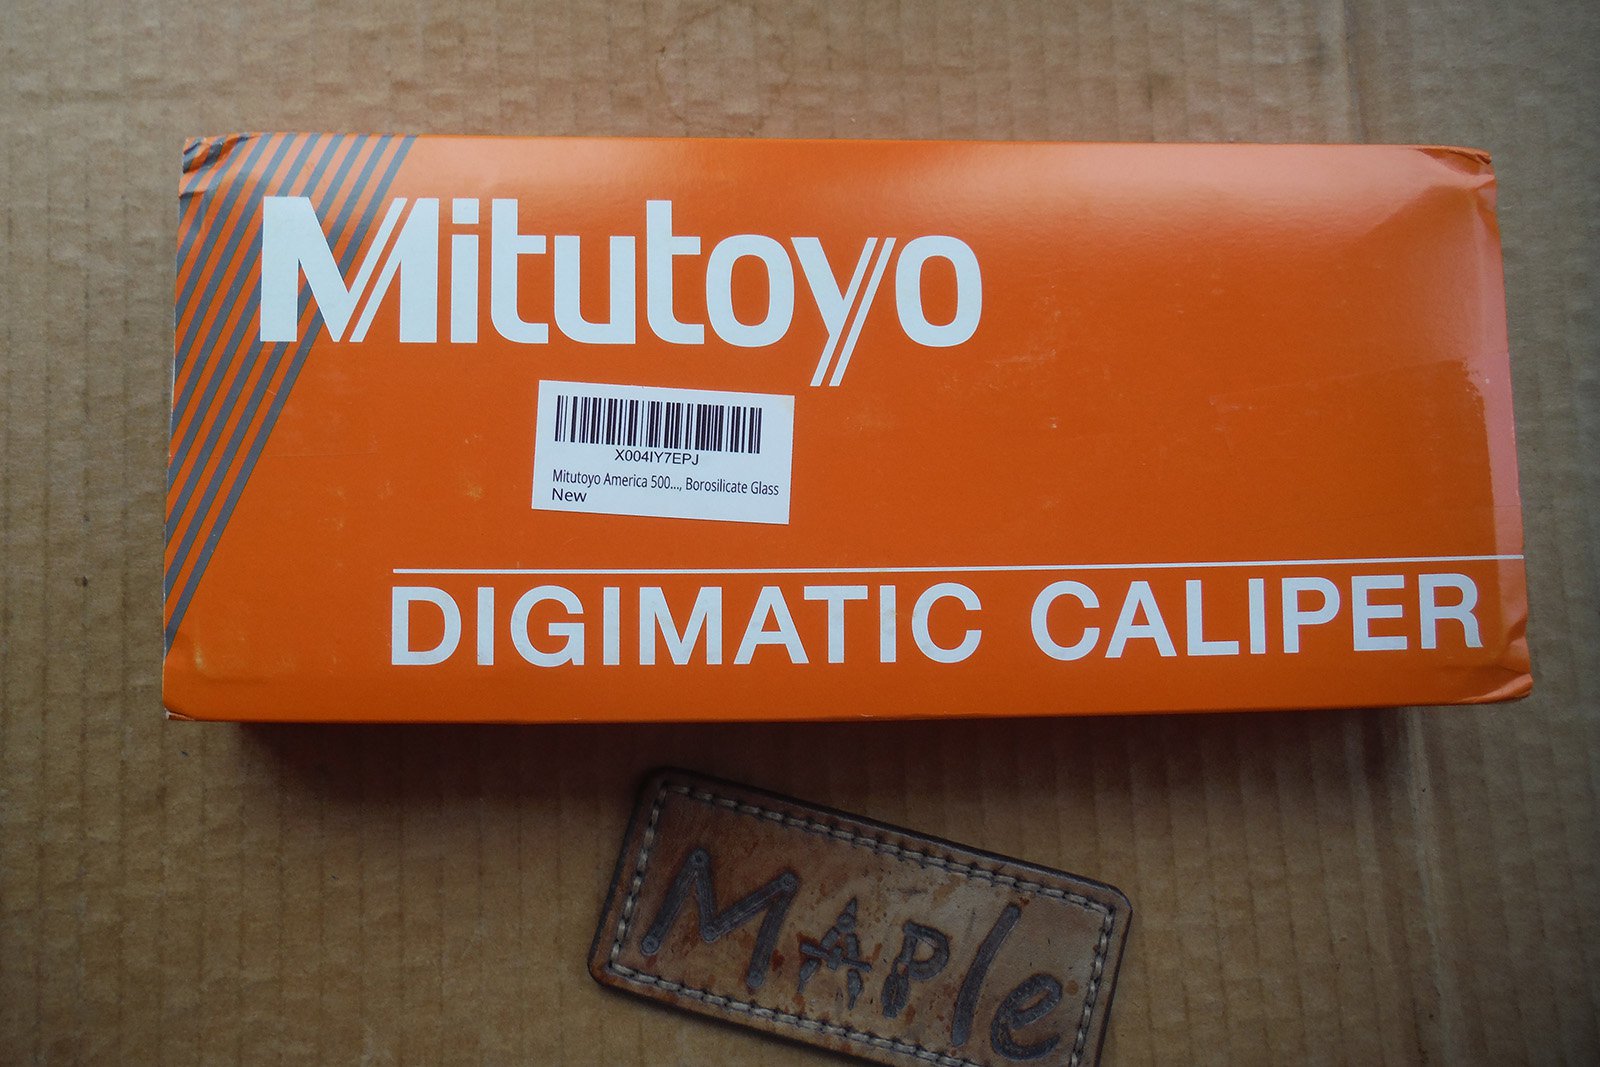 Mitutoyo
X004IY7EPJ
Mitutoyo America 500..., Borosilicate Glass
New
DIGIMATIC CALIPER
MAPle